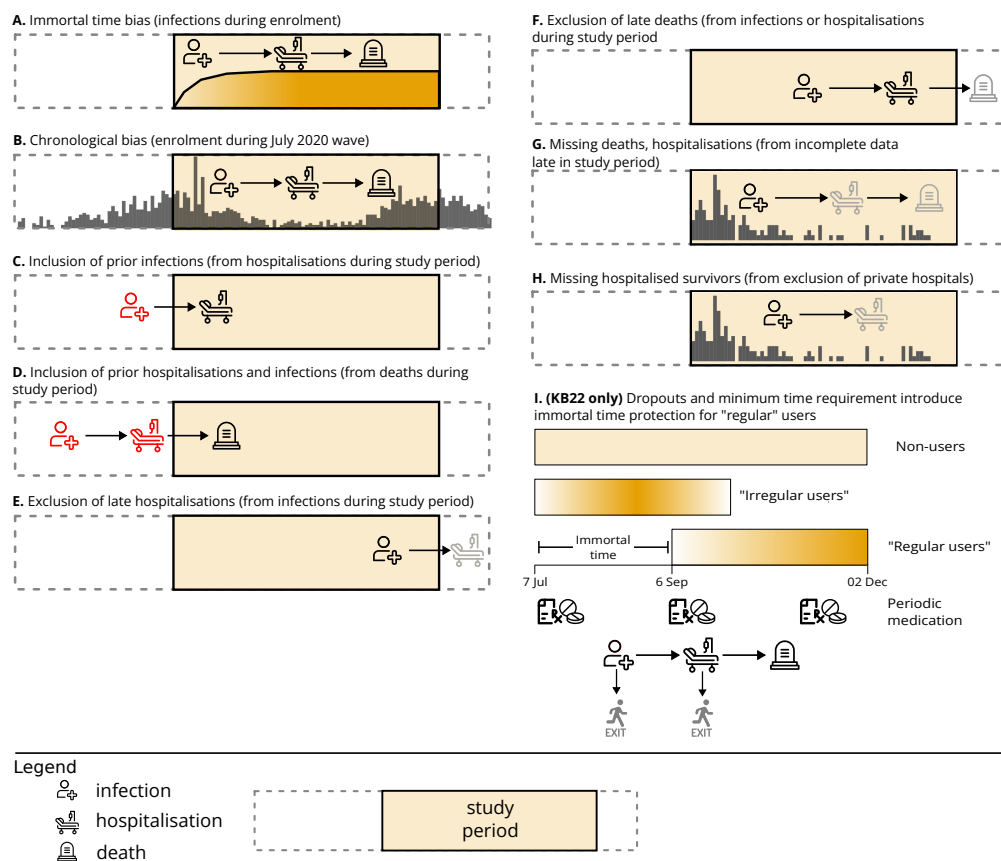 A. Immortal time bias (infections during enrolment)
B. Chronological bias (enrolment during July 2020 wave)
C. Inclusion of prior infections (from hospitalisations during study period)
D. Inclusion of prior hospitalisations and infections (from deaths during
study period)
E. Exclusion of late hospitalisations (from infections during study period)
F. Exclusion of late deaths (from infections or hospitalisations
during study period
G. Missing deaths, hospitalisations (from incomplete data
late in study period)
H. Missing hospitalised survivors (from exclusion of private hospitals)
I. (KB22 only) Dropouts and minimum time requirement introduce
immortal time protection for "regular" users
Non-users
"Irregular users"
Immortal
time
"Regular users"
7 Jul
6 Sep
02 Dec
Periodic
medication
EXIT
EXIT
Legend
infection
hospitalisation
death
study
period